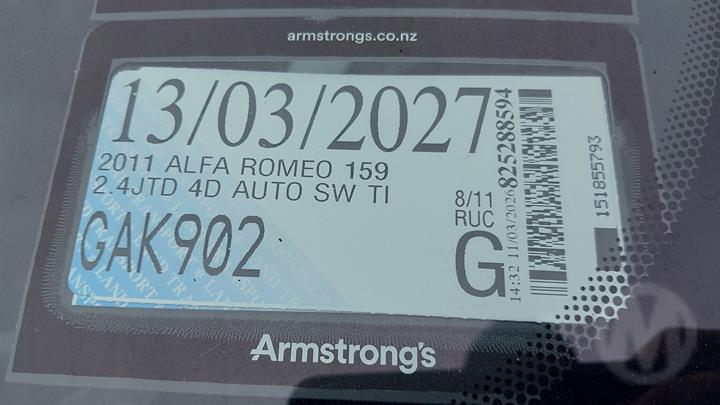 armstrongs.co.nz
13/03/2027
2011 ALFA ROMEO 159
2.4JTD 4D AUTO SW TI
GAK902
8/11
RUC
G
14:32 11/03/2026
825288594
151855793
Armstrong's
M